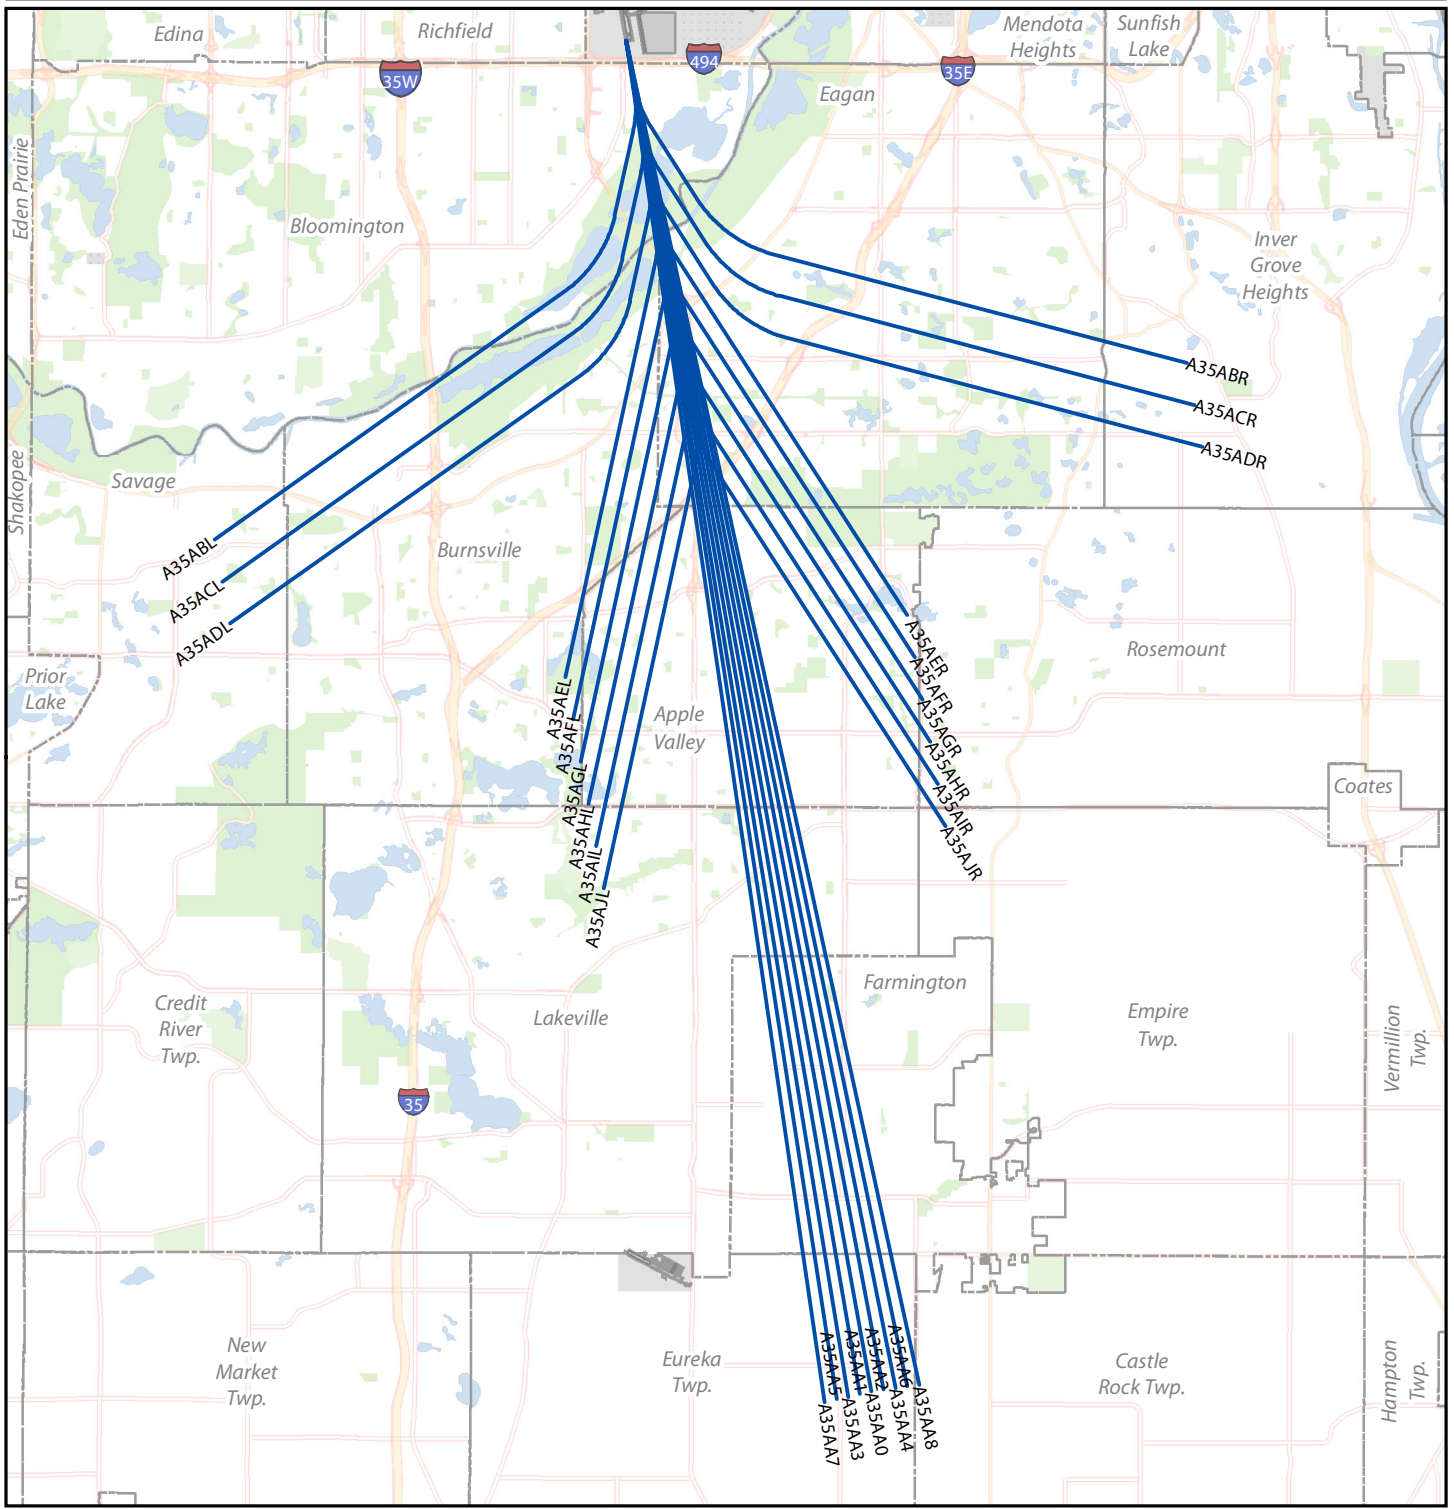 Edina
Richfield
Mendota
Heights
Sunfish
Lake
35W
494
35E
Eagan
Eden Prairie
Bloomington
Inver
Grove
Heights
A35ABR
A35ACR
A35ADR
Shakopee
Savage
Burnsville
A35ABL
A35ACL
A35ADL
Prior
Lake
Apple
Valley
Rosemount
A35AEL
A35AFL
A35AGL
A35AHL
A35AIL
A35AJL
A35AER
A35AFR
A35AGR
A35AHR
A35AIR
A35AJR
Coates
Credit
River
Twp.
Lakeville
Farmington
Empire
Twp.
Vermillion
Twp.
35
New
Market
Twp.
Eureka
Twp.
Castle
Rock Twp.
Hampton
Twp.
A35AA5
A35AA1
A35AA2
A35AA6
A35AA7
A35AA3
A35AA0
A35AA4
A35AA8